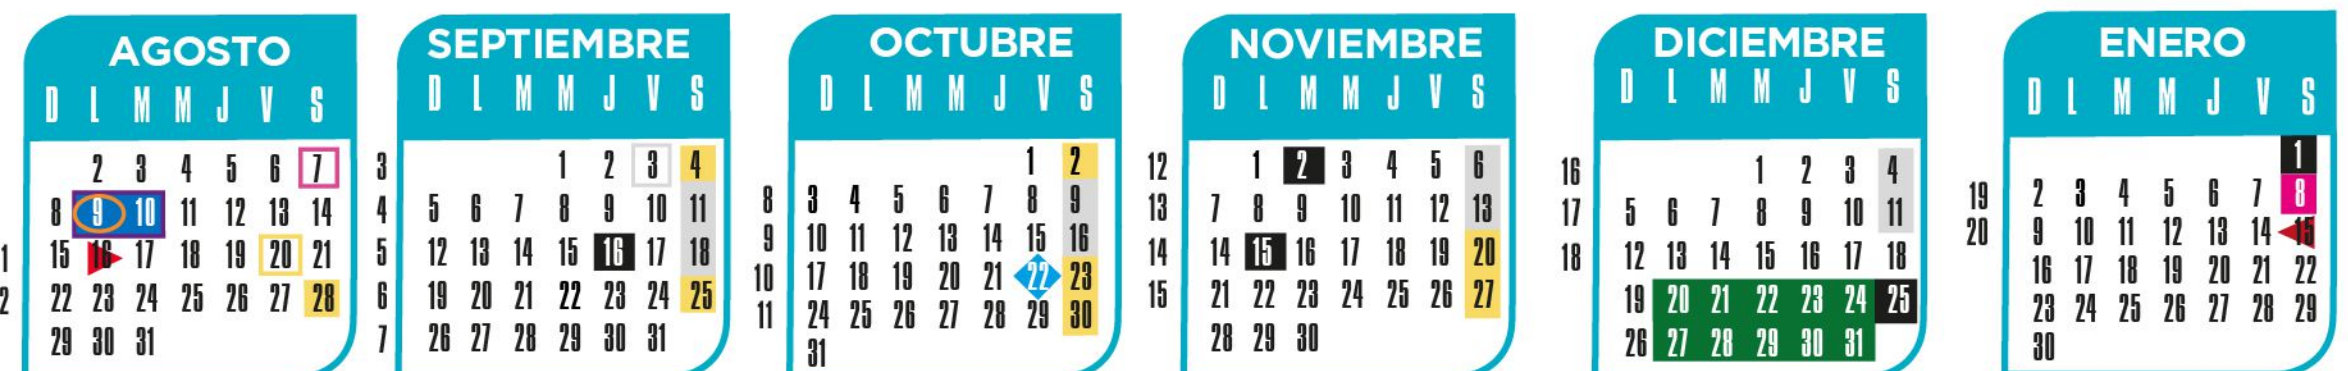 AGOSTO
D L M M J V S
2 3 4 5 6 7
8 9 10 11 12 13 14
1 15 16 17 18 19 20 21
2 22 23 24 25 26 27 28
29 30 31
SEPTIEMBRE
D L M M J V S
3 1 2 3 4
4 5 6 7 8 9 10 11
5 12 13 14 15 16 17 18
6 19 20 21 22 23 24 25
7 26 27 28 29 30 31
OCTUBRE
D L M M J V S
1 2
8 3 4 5 6 7 8 9
9 10 11 12 13 14 15 16
10 17 18 19 20 21 22 23
11 24 25 26 27 28 29 30
31
NOVIEMBRE
D L M M J V S
12 1 2 3 4 5 6
13 7 8 9 10 11 12 13
14 14 15 16 17 18 19 20
15 21 22 23 24 25 26 27
28 29 30
DICIEMBRE
D L M M J V S
16 1 2 3 4
17 5 6 7 8 9 10 11
18 12 13 14 15 16 17 18
19 20 21 22 23 24 25
26 27 28 29 30 31
ENERO
D L M M J V S
1
19 2 3 4 5 6 7 8
20 9 10 11 12 13 14 15
16 17 18 19 20 21 22
23 24 25 26 27 28 29
30